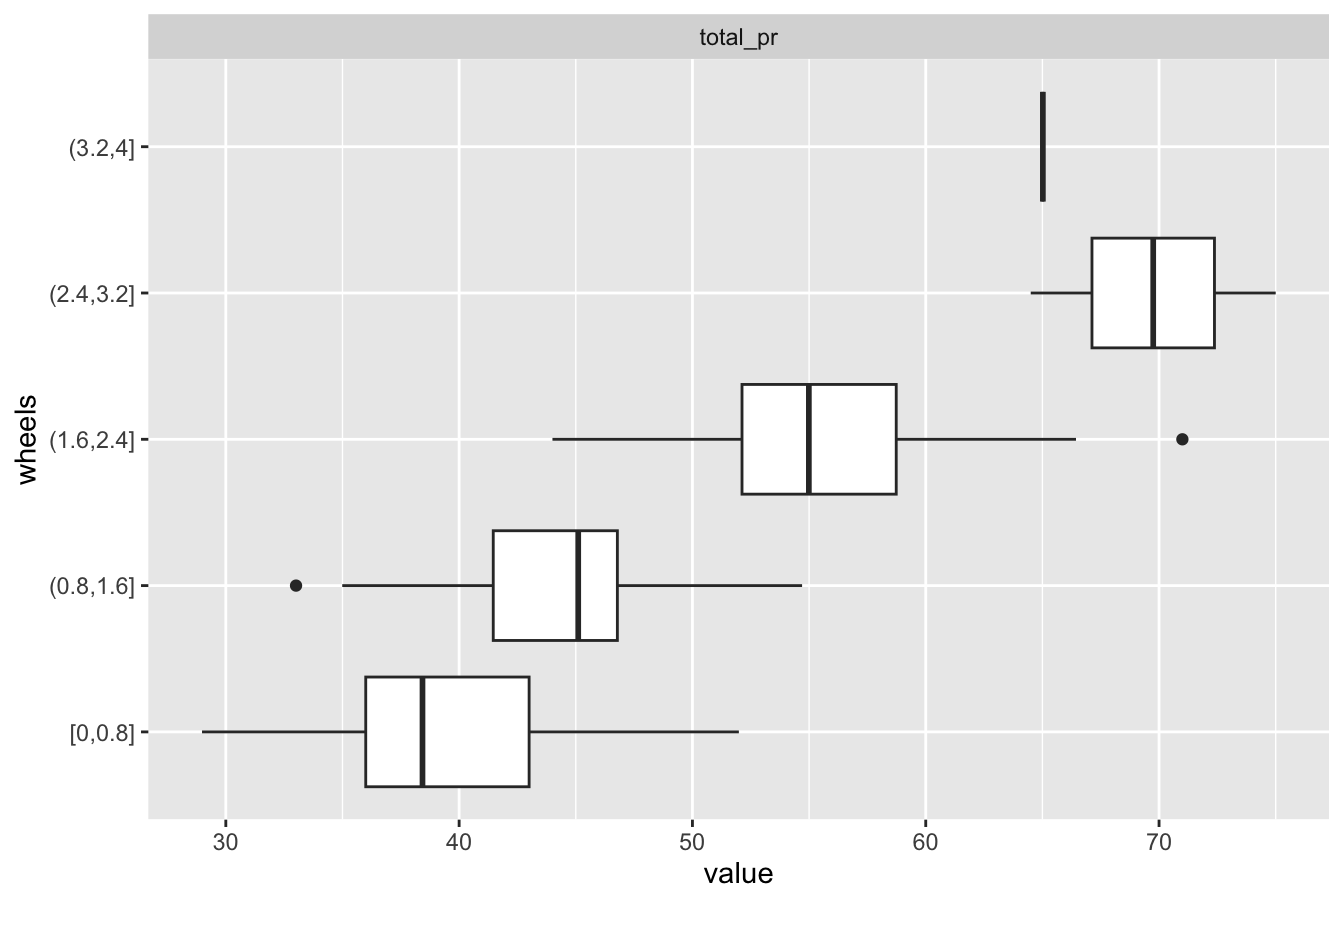 total_pr
wheels
(3.2,4]
(2.4,3.2]
(1.6,2.4]
(0.8,1.6]
[0,0.8]
30 40 50 60 70
value